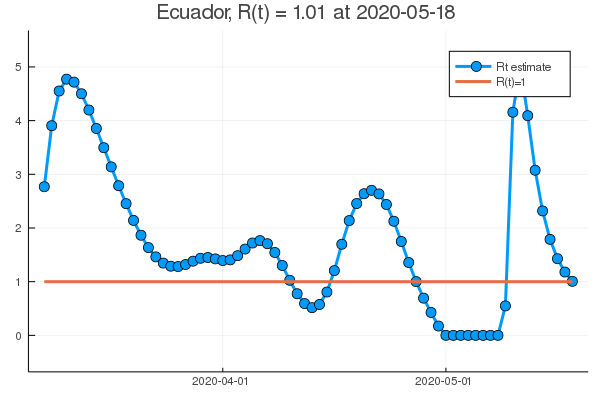 Ecuador, R(t) = 1.01 at 2020-05-18
Rt estimate
R(t)=1
5
4
3
2
1
0
2020-04-01
2020-05-01